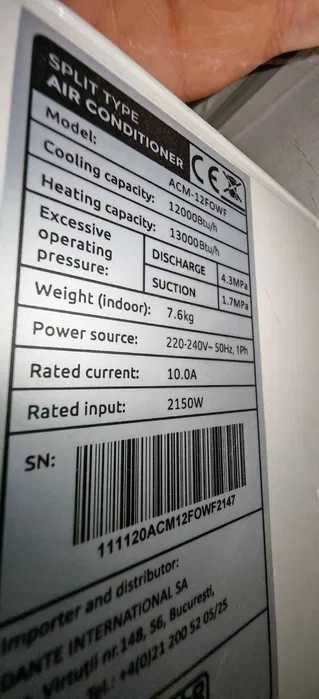 SPLIT TYPE
AIR CONDITIONER
CE
Model: ACM-12FOWF
Cooling capacity: 12000Btu/h
Heating capacity: 13000Btu/h
Excessive operating pressure: DISCHARGE 4.3MPa
SUCTION 1.7MPa
Weight (indoor): 7.6kg
Power source: 220-240V~ 50Hz, 1Ph
Rated current: 10.0A
Rated input: 2150W
SN:
111120ACM12FOWF2147
Importer and distributor:
DANTE INTERNATIONAL SA
Virtutii nr.148, S6, Bucureşti,
Tel.: +4(0)21 200 52 05/25